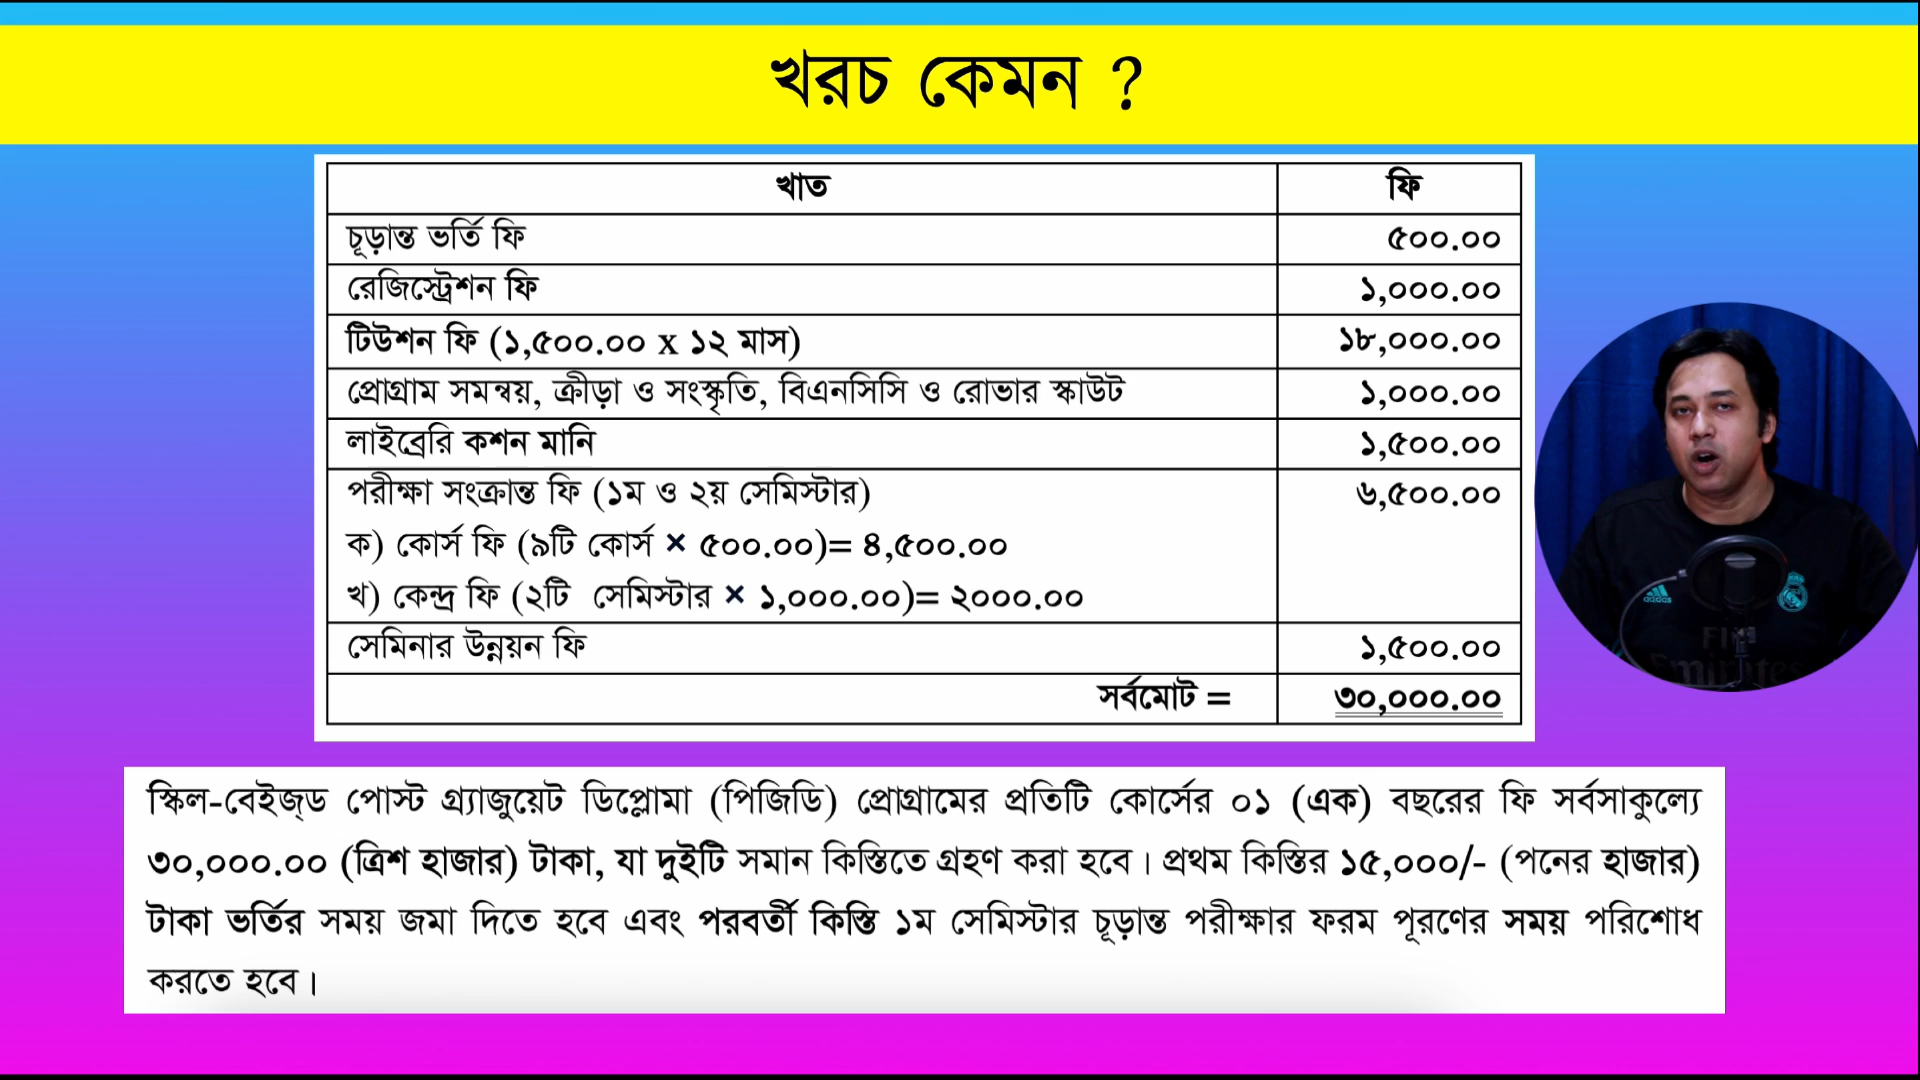 খরচ কেমন ?
খাত ফি
চূড়ান্ত ভর্তি ফি ৫০০.০০
রেজিস্ট্রেশন ফি ১,০০০.০০
টিউশন ফি (১,৫০০.০০ x ১২ মাস) ১৮,০০০.০০
প্রোগ্রাম সমন্বয়, ক্রীড়া ও সংস্কৃতি, বিএনসিসি ও রোভার স্কাউট ১,০০০.০০
লাইব্রেরি কশন মানি ১,৫০০.০০
পরীক্ষা সংক্রান্ত ফি (১ম ও ২য় সেমিস্টার) ৬,৫০০.০০
ক) কোর্স ফি (৯টি কোর্স × ৫০০.০০)= ৪,৫০০.০০
খ) কেন্দ্র ফি (২টি সেমিস্টার × ১,০০০.০০)= ২০০০.০০
সেমিনার উন্নয়ন ফি ১,৫০০.০০
সর্বমোট = ৩০,০০০.০০
স্কিল-বেইজ্‌ড পোস্ট গ্র্যাজুয়েট ডিপ্লোমা (পিজিডি) প্রোগ্রামের প্রতিটি কোর্সের ০১ (এক) বছরের ফি সর্বসাকুল্যে
৩০,০০০.০০ (ত্রিশ হাজার) টাকা, যা দুইটি সমান কিস্তিতে গ্রহণ করা হবে। প্রথম কিস্তির ১৫,০০০/- (পনের হাজার)
টাকা ভর্তির সময় জমা দিতে হবে এবং পরবর্তী কিস্তি ১ম সেমিস্টার চূড়ান্ত পরীক্ষার ফরম পূরণের সময় পরিশোধ
করতে হবে।
adidas
Fly
Emirates